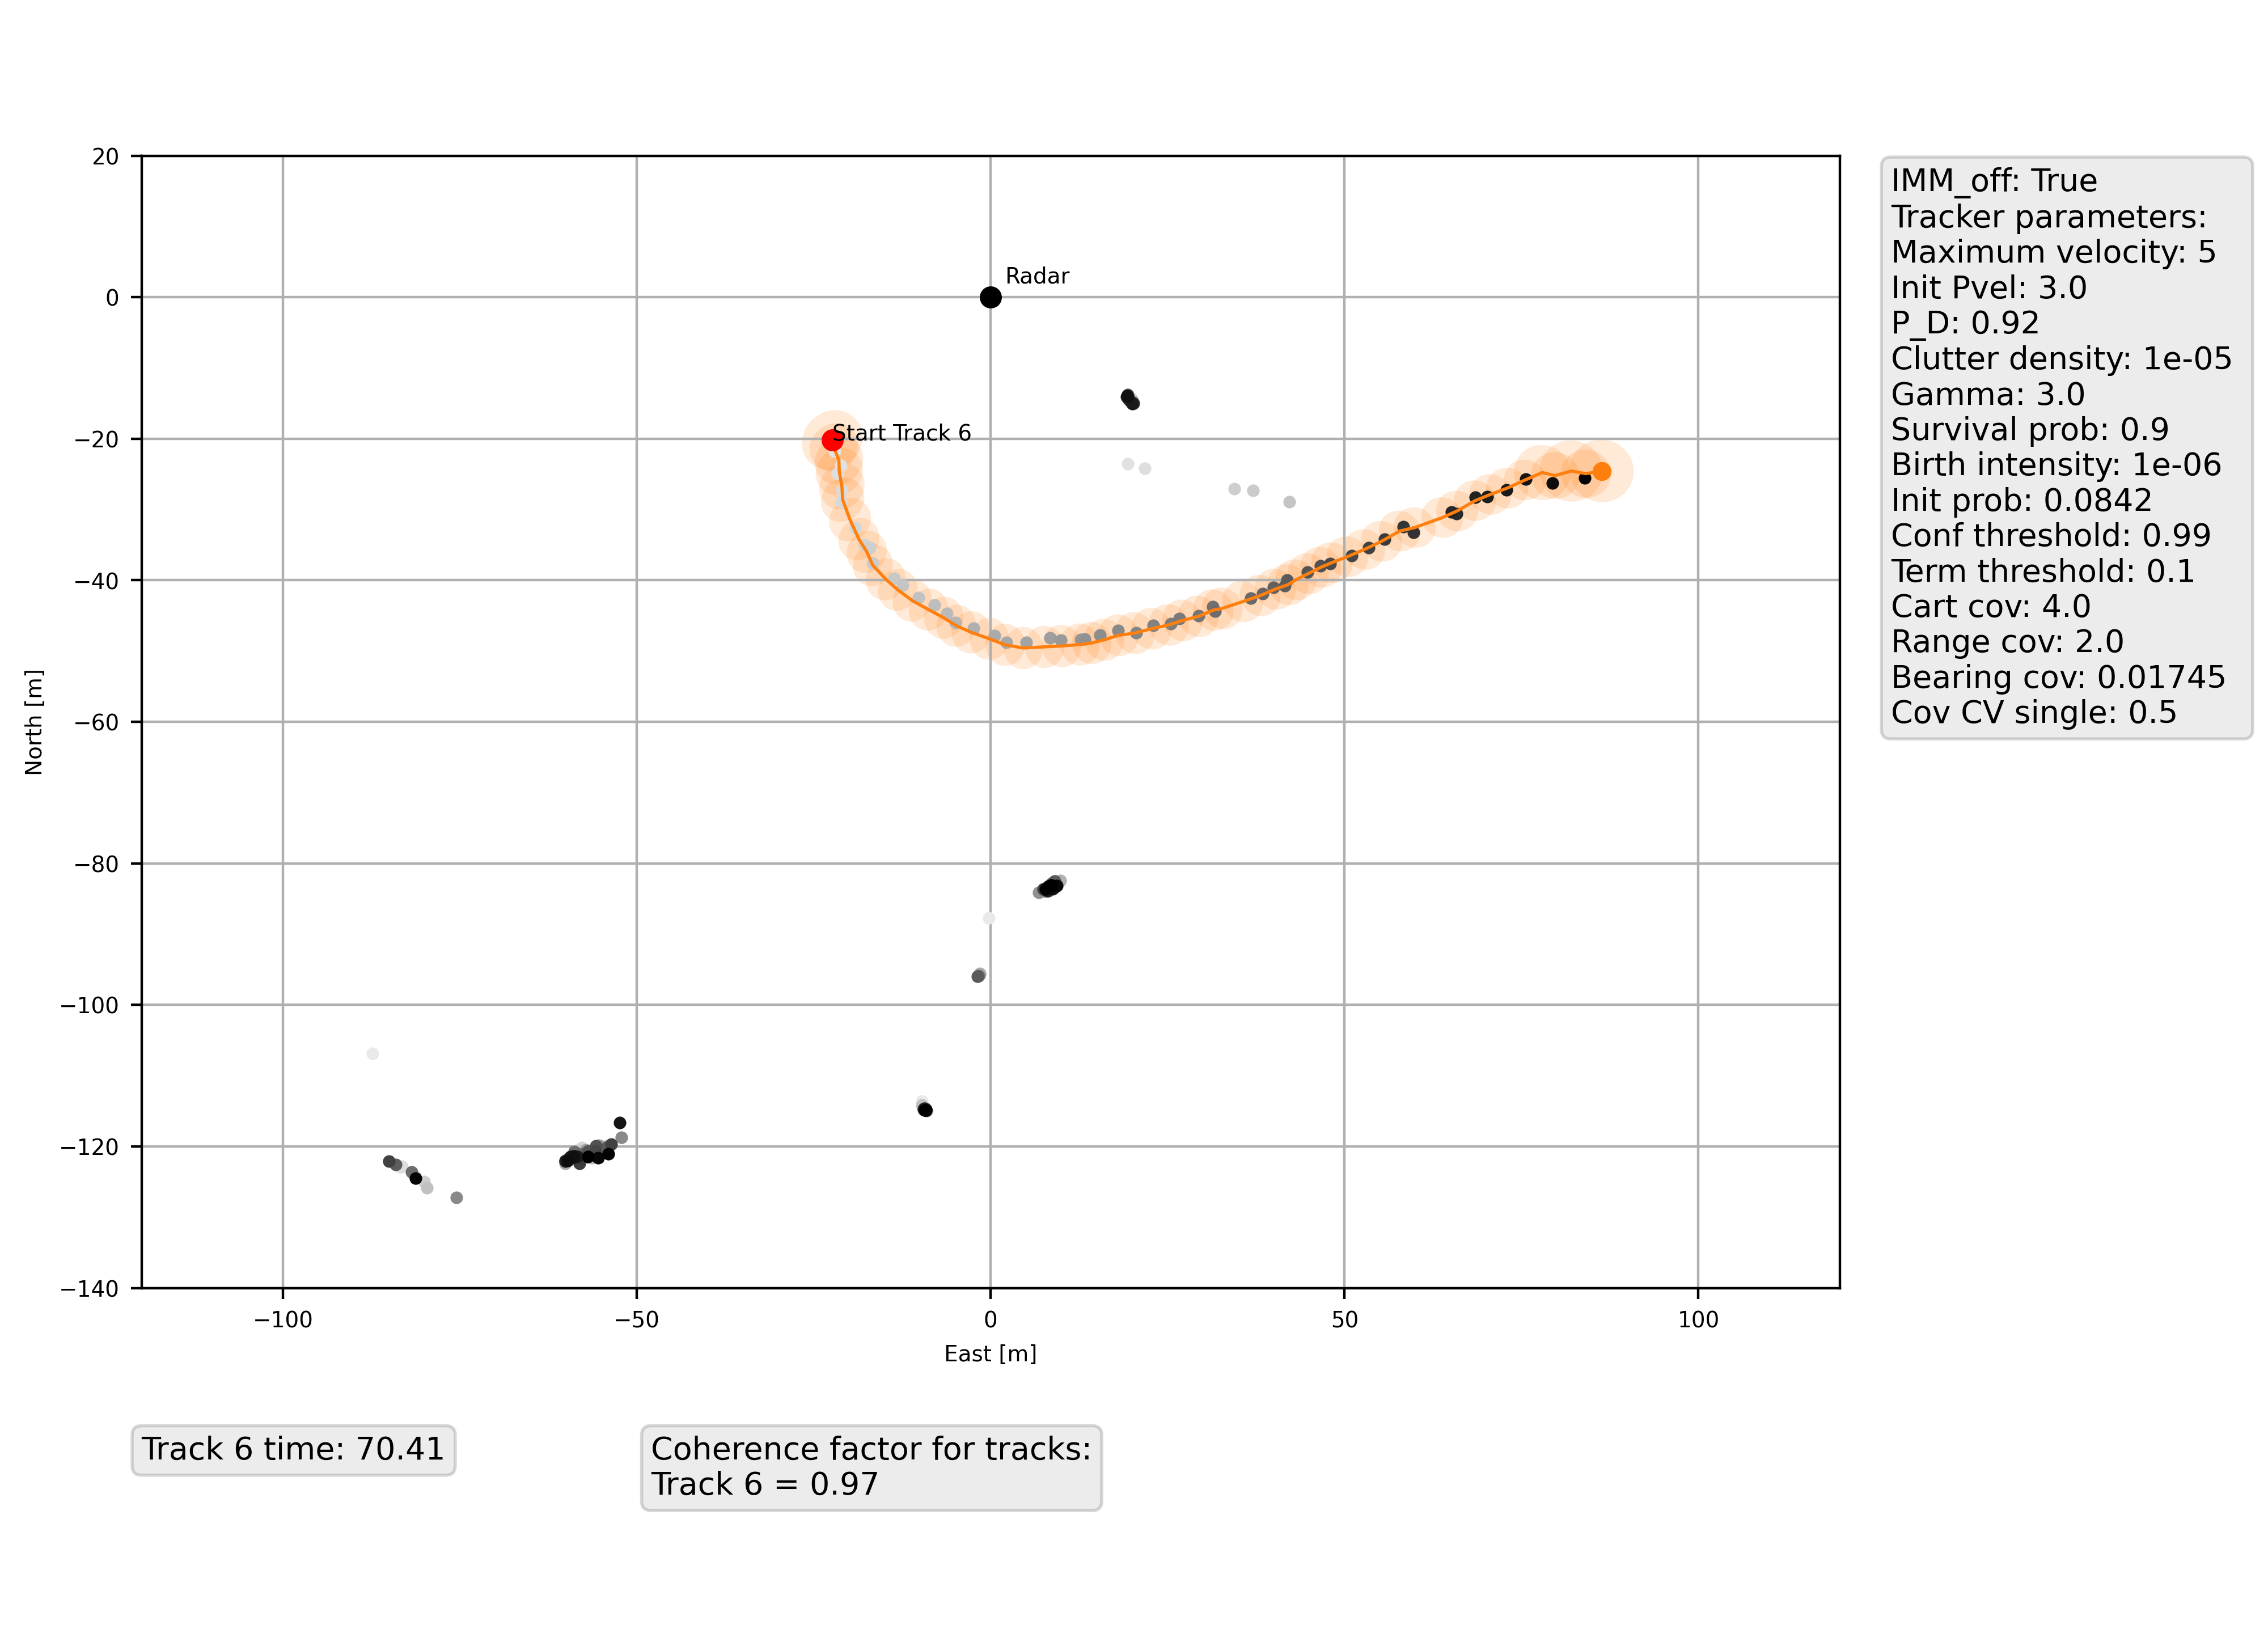 20
0
−20
−40
−60
−80
−100
−120
−140
North [m]
−100
−50
0
50
100
East [m]
Radar
Start Track 6
IMM_off: True
Tracker parameters:
Maximum velocity: 5
Init Pvel: 3.0
P_D: 0.92
Clutter density: 1e-05
Gamma: 3.0
Survival prob: 0.9
Birth intensity: 1e-06
Init prob: 0.0842
Conf threshold: 0.99
Term threshold: 0.1
Cart cov: 4.0
Range cov: 2.0
Bearing cov: 0.01745
Cov CV single: 0.5
Track 6 time: 70.41
Coherence factor for tracks:
Track 6 = 0.97